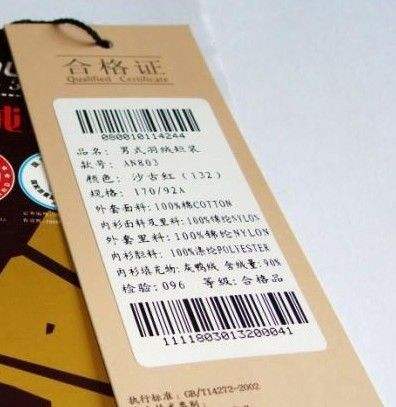 合格证
Qualified Certificate
080010114244
品名: 男式羽绒短装
款号: AN803
颜色: 沙古红(132)
规格: 170/92A
外套面料:100%棉COTTON
内衫面料及里料:100%锦纶NYLON
外套里料:100%锦纶NYLON
内衫胆料:100%涤纶POLYESTER
内衫填充物:灰鸭绒 含绒量:90%
检验:096 等级:合格品
1111803013200041
执行标准: GB/T14272-2002